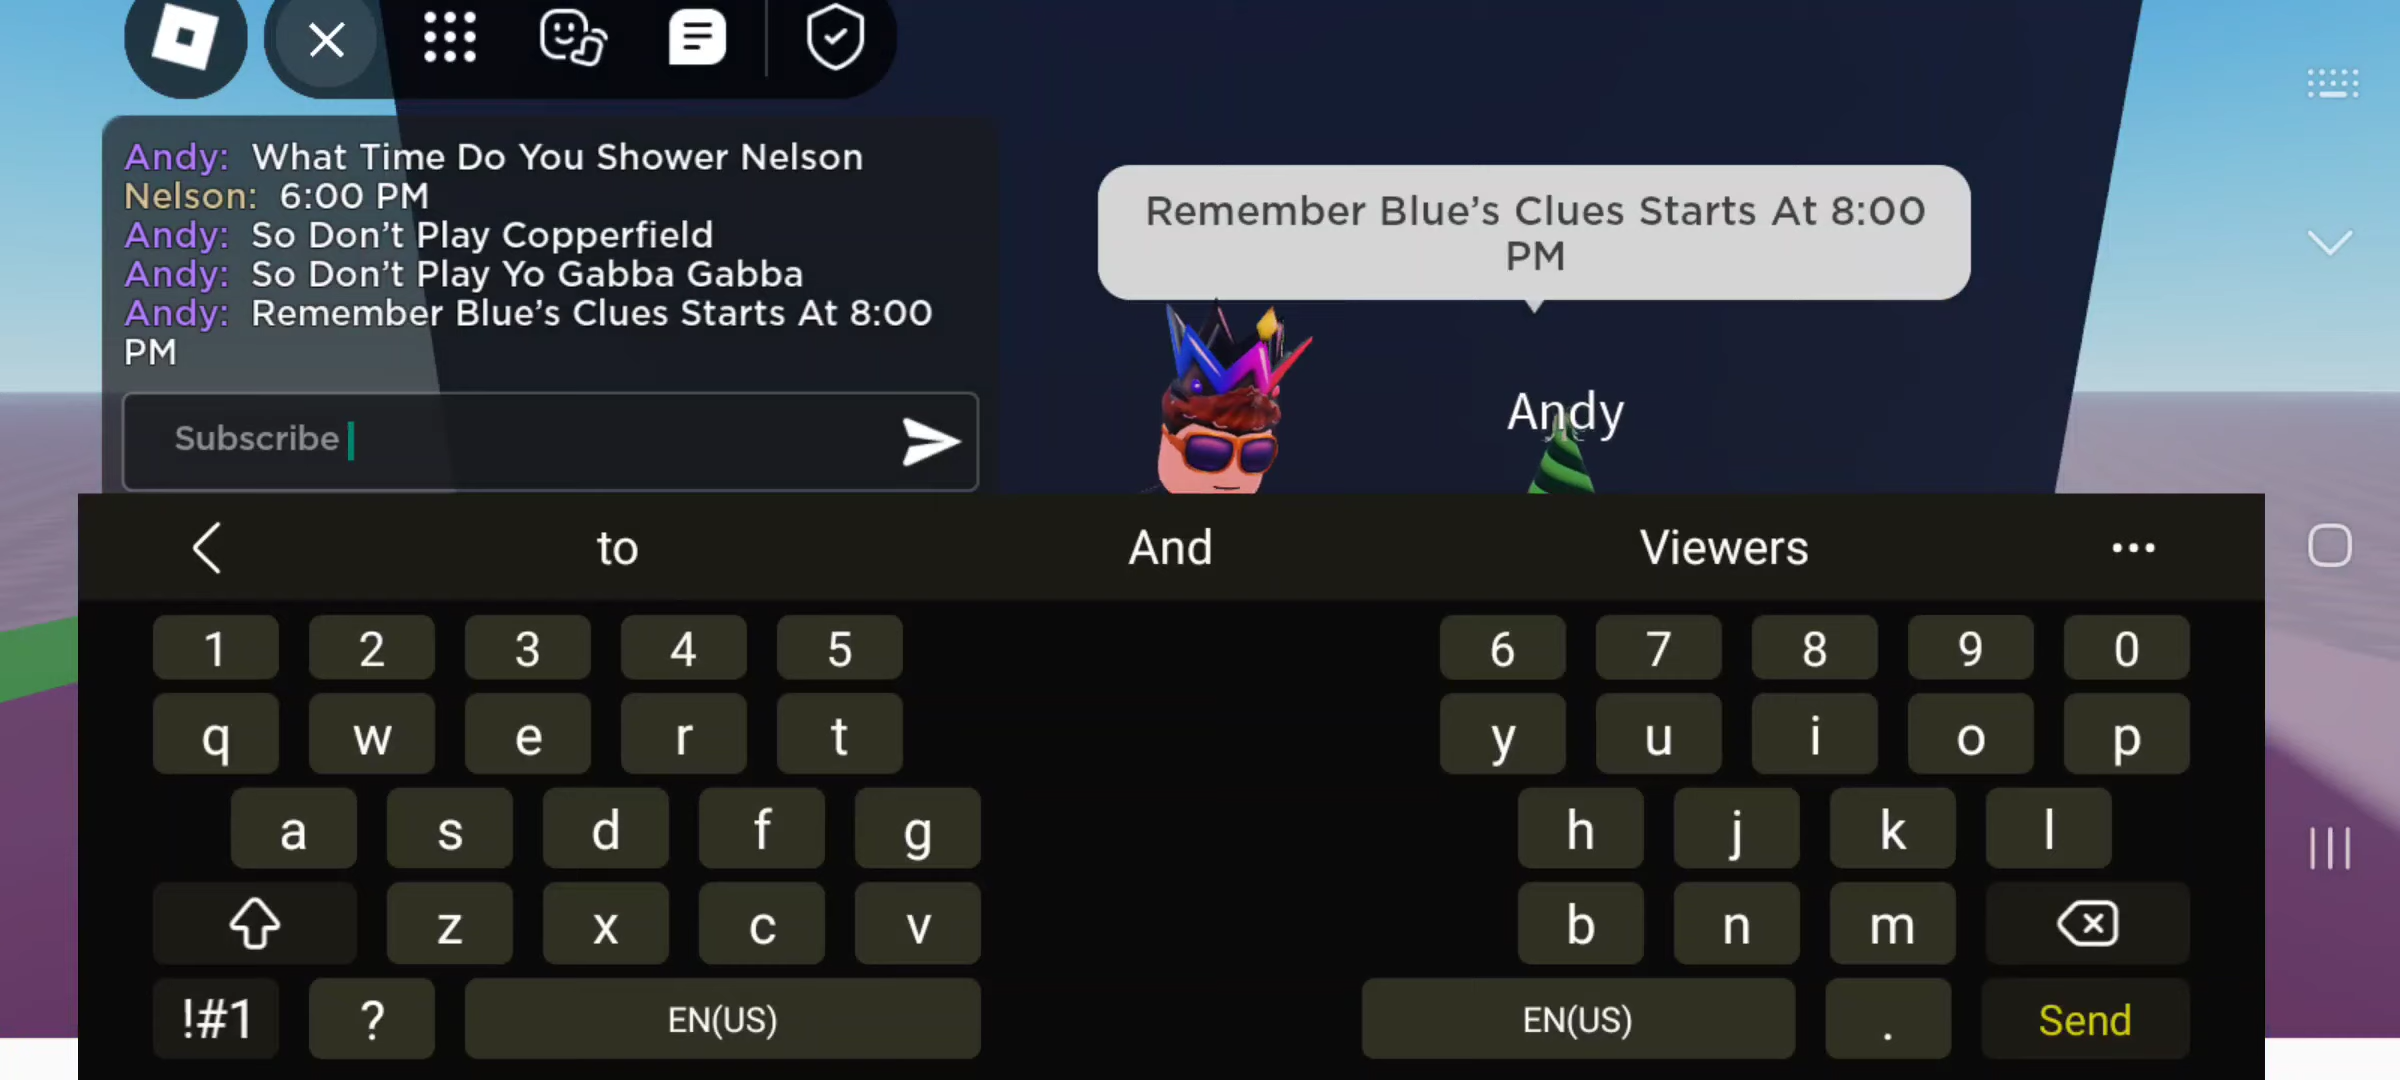 Andy: What Time Do You Shower Nelson
Nelson: 6:00 PM
Andy: So Don't Play Copperfield
Andy: So Don't Play Yo Gabba Gabba
Andy: Remember Blue's Clues Starts At 8:00
PM
Subscribe
Remember Blue's Clues Starts At 8:00
PM
Andy
to And Viewers
1 2 3 4 5 6 7 8 9 0
q w e r t y u i o p
a s d f g h j k l
z x c v b n m
!#1 ? EN(US) EN(US) . Send